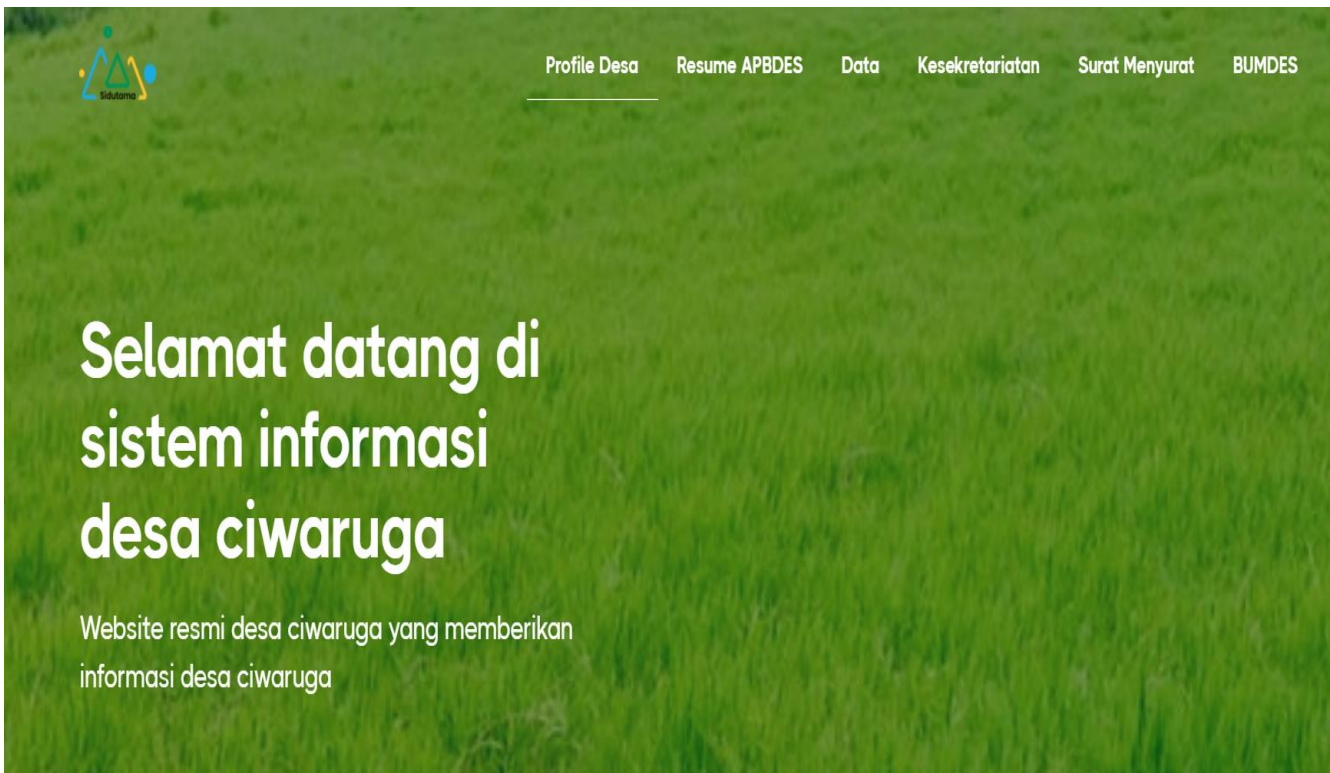 Sidutama
Profile Desa Resume APBDES Data Kesekretariatan Surat Menyurat BUMDES
Selamat datang di
sistem informasi
desa ciwaruga
Website resmi desa ciwaruga yang memberikan
informasi desa ciwaruga